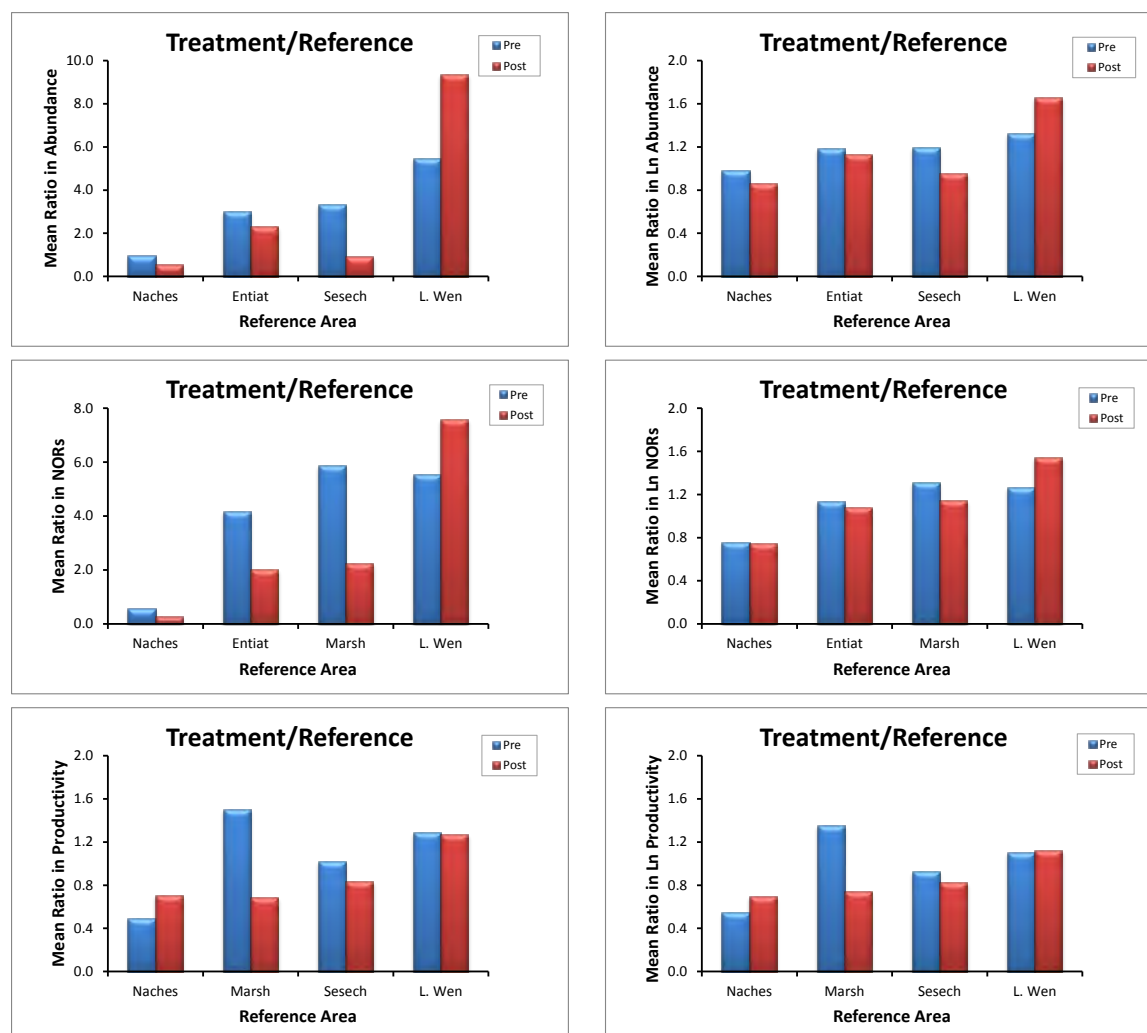 Treatment/Reference
Pre
Post
Mean Ratio in Abundance
10.0
8.0
6.0
4.0
2.0
0.0
Naches Entiat Sesech L. Wen
Reference Area
Treatment/Reference
Pre
Post
Mean Ratio in Ln Abundance
2.0
1.6
1.2
0.8
0.4
0.0
Naches Entiat Sesech L. Wen
Reference Area
Treatment/Reference
Pre
Post
Mean Ratio in NORs
8.0
6.0
4.0
2.0
0.0
Naches Entiat Marsh L. Wen
Reference Area
Treatment/Reference
Pre
Post
Mean Ratio in Ln NORs
2.0
1.6
1.2
0.8
0.4
0.0
Naches Entiat Marsh L. Wen
Reference Area
Treatment/Reference
Pre
Post
Mean Ratio in Productivity
2.0
1.6
1.2
0.8
0.4
0.0
Naches Marsh Sesech L. Wen
Reference Area
Treatment/Reference
Pre
Post
Mean Ratio in Ln Productivity
2.0
1.6
1.2
0.8
0.4
0.0
Naches Marsh Sesech L. Wen
Reference Area